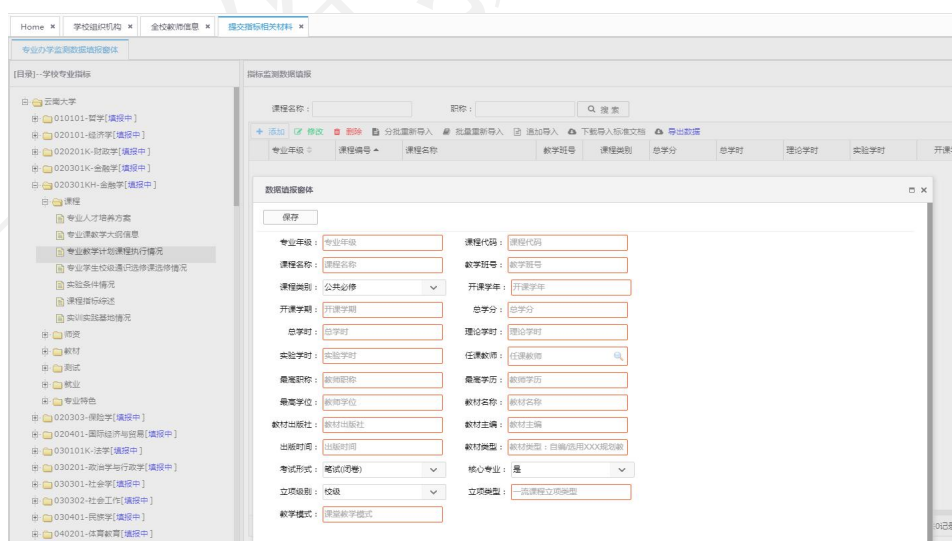 Home × 学校组织机构 × 全校教师信息 × 提交指标相关材料 ×
专业办学监测数据填报窗体
[目录]--学校专业指标
指标监测数据填报
云南大学
010101-哲学[填报中]
020101-经济学[填报中]
020201K-财政学[填报中]
020301K-金融学[填报中]
020301KH-金融学[填报中]
课程
专业人才培养方案
专业课教学大纲信息
专业教学计划课程执行情况
专业学生校级通识选修课选修情况
实验条件情况
课程指标综述
实训实践基地情况
师资
教材
测试
就业
专业特色
020303-保险学[填报中]
020401-国际经济与贸易[填报中]
030101K-法学[填报中]
030201-政治学与行政学[填报中]
030301-社会学[填报中]
030302-社会工作[填报中]
030401-民族学[填报中]
040201-体育教育[填报中]
课程名称: 职称: 搜索
添加 修改 删除 分批重新导入 批量重新导入 追加导入 下载导入标准文档 导出数据
专业年级 课程编号 课程名称 教学班号 课程类别 总学分 总学时 理论学时 实验学时 开课
数据填报窗体
保存
专业年级: 专业年级 课程代码: 课程代码
课程名称: 课程名称 教学班号: 教学班号
课程类别: 公共必修 开课学年: 开课学年
开课学期: 开课学期 总学分: 总学分
总学时: 总学时 理论学时: 理论学时
实验学时: 实验学时 任课教师: 任课教师
最高职称: 教师职称 最高学历: 教师学历
最高学位: 教师学位 教材名称: 教材名称
教材出版社: 教材出版社 教材主编: 教材主编
出版时间: 出版时间 教材类型: 教材类型:自编/选用XXX规划教
考试形式: 笔试(闭卷) 核心专业: 是
立项级别: 校级 立项类型: 一流课程立项类型
教学模式: 课堂教学模式